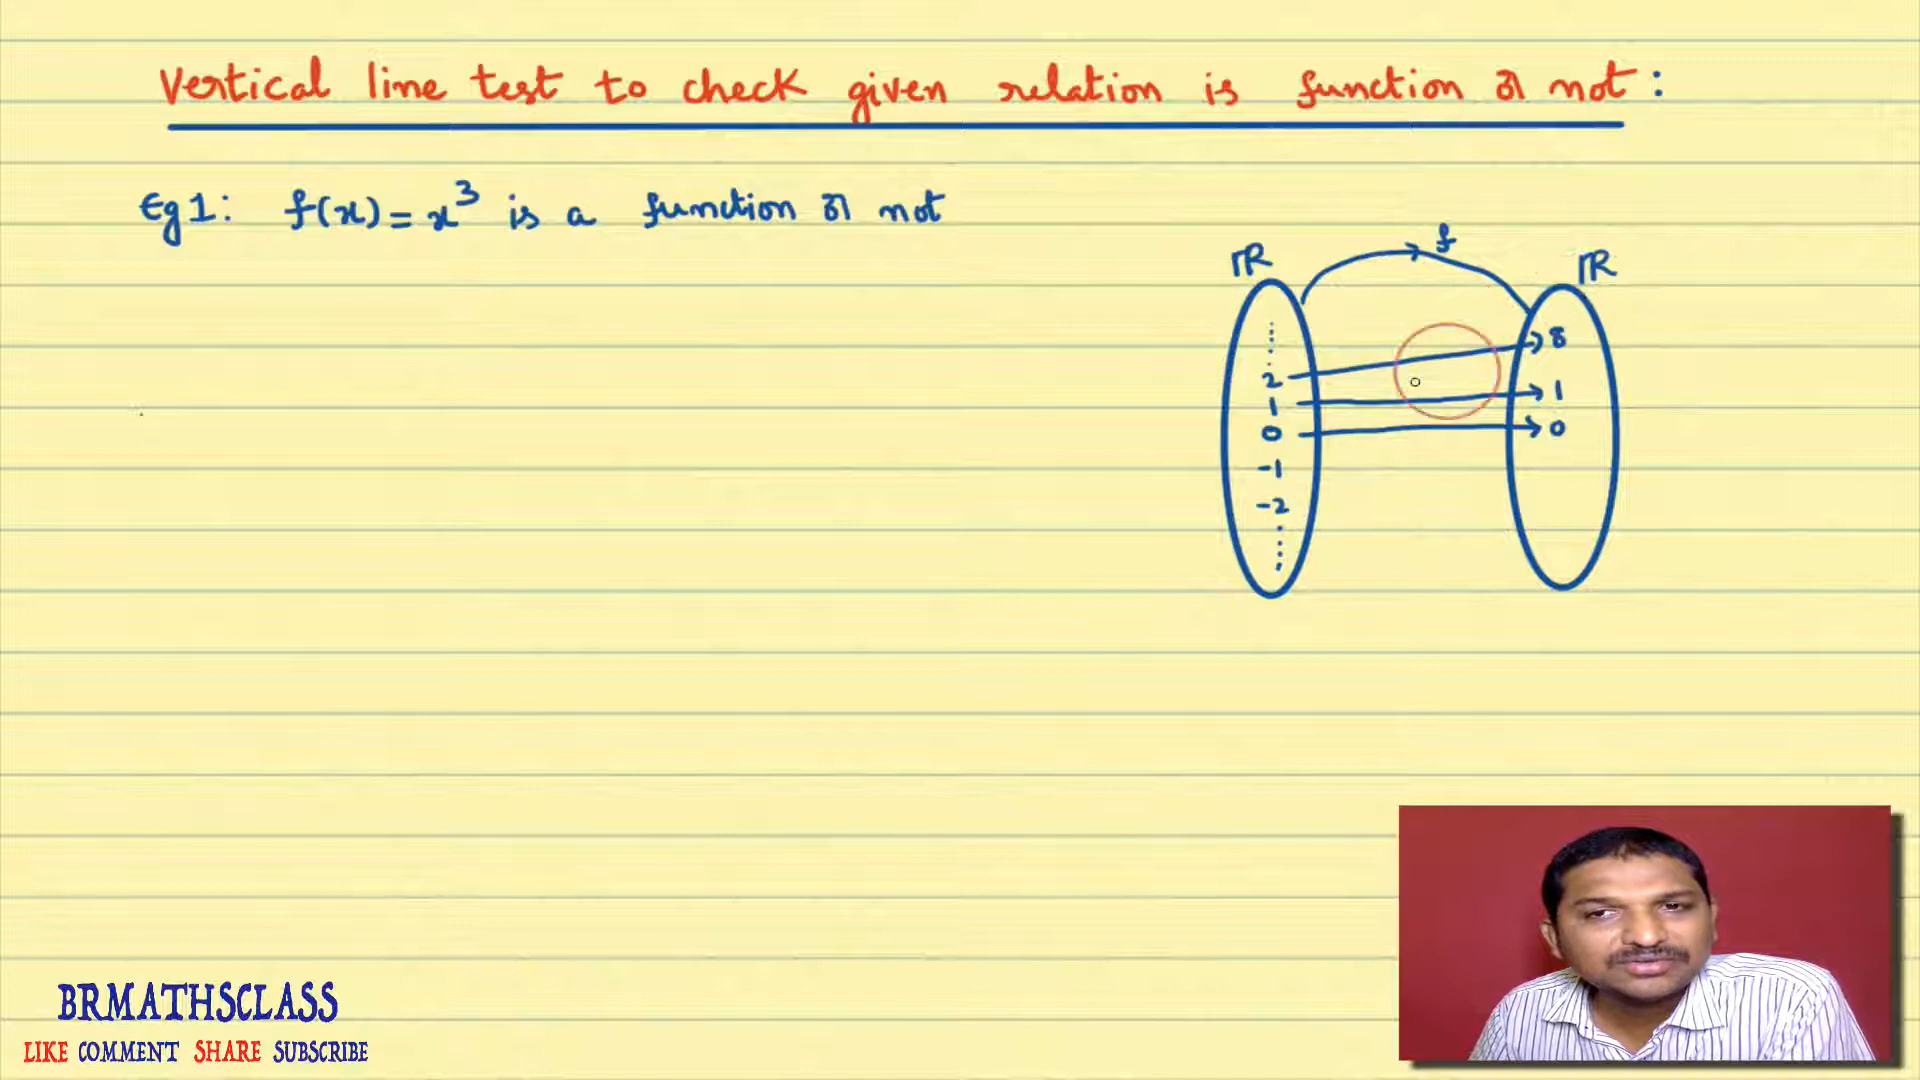 Vertical line test to check given relation is function or not :
Eg 1: f(x) = x³ is a function or not
f
ℝ ℝ
8
2
1 1
0 0
-1
-2
BRMATHSCLASS
LIKE COMMENT SHARE SUBSCRIBE